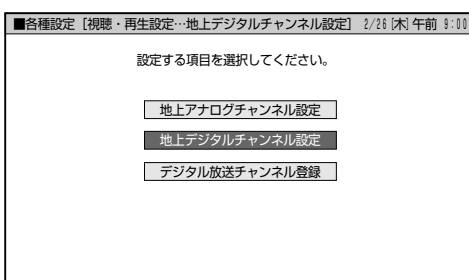 ■各種設定［視聴・再生設定…地上デジタルチャンネル設定］ 2/26[木]午前 9:00
設定する項目を選択してください。
地上アナログチャンネル設定
地上デジタルチャンネル設定
デジタル放送チャンネル登録